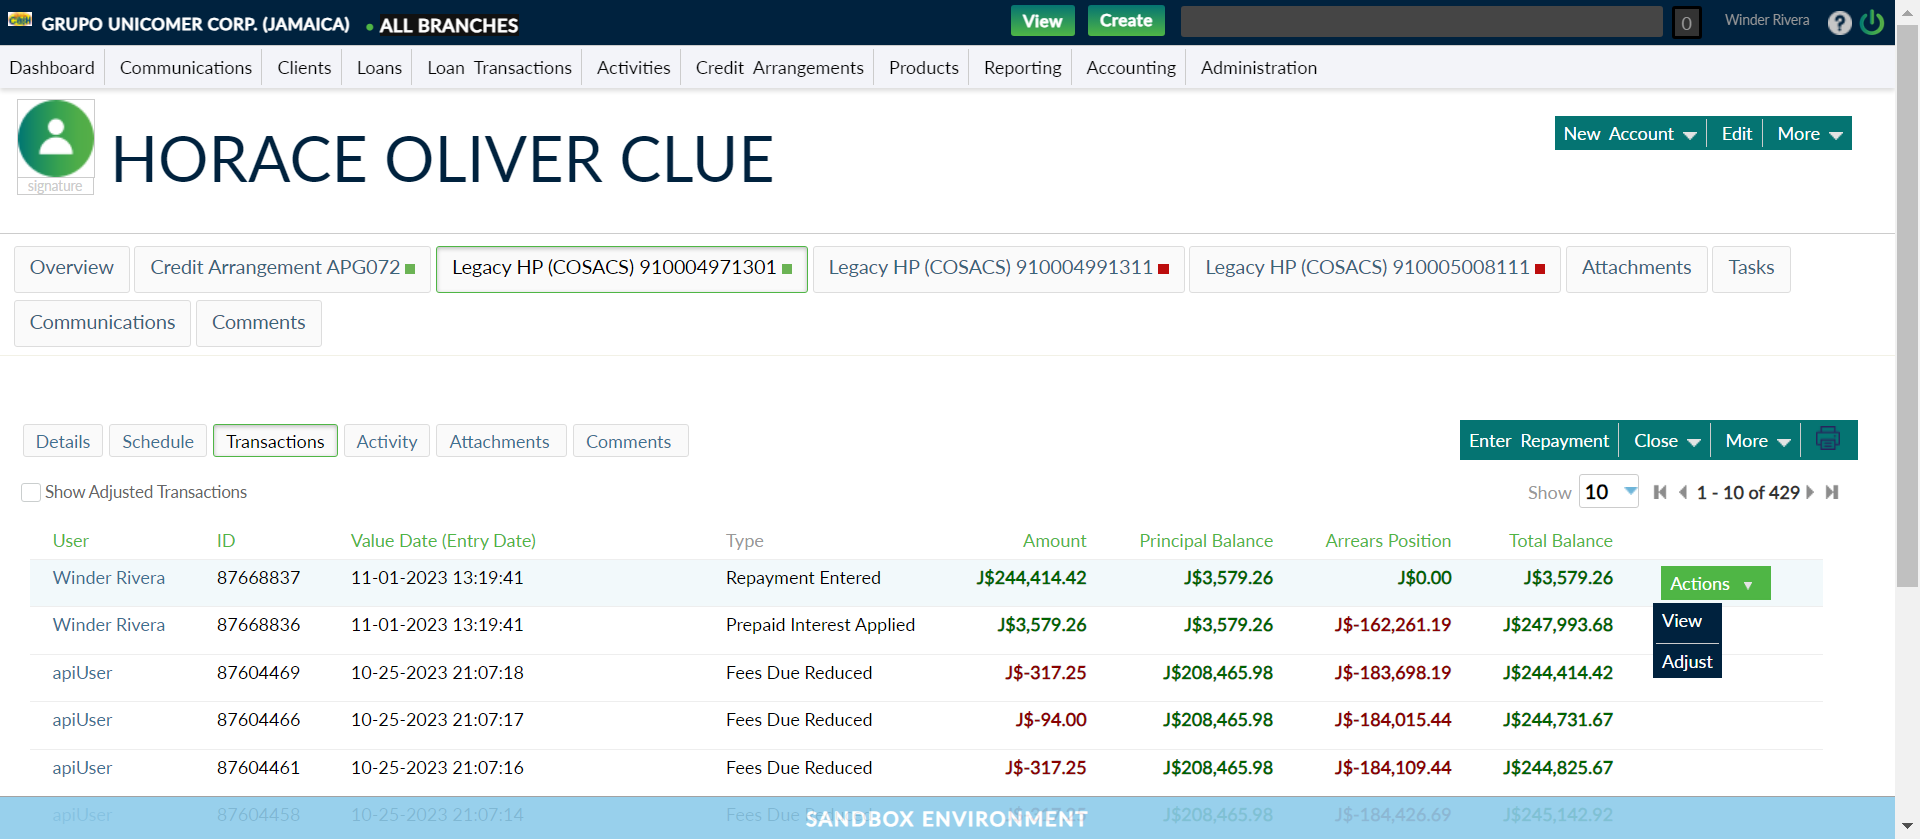 Cash GRUPO UNICOMER CORP. (JAMAICA) ALL BRANCHES View Create 0 Winder Rivera ?
Dashboard Communications Clients Loans Loan Transactions Activities Credit Arrangements Products Reporting Accounting Administration
HORACE OLIVER CLUE
signature
New Account Edit More
Overview Credit Arrangement APG072 Legacy HP (COSACS) 910004971301 Legacy HP (COSACS) 910004991311 Legacy HP (COSACS) 910005008111 Attachments Tasks
Communications Comments
Details Schedule Transactions Activity Attachments Comments Enter Repayment Close More
Show Adjusted Transactions Show 10 1 - 10 of 429
User ID Value Date (Entry Date) Type Amount Principal Balance Arrears Position Total Balance
Winder Rivera 87668837 11-01-2023 13:19:41 Repayment Entered J$244,414.42 J$3,579.26 J$0.00 J$3,579.26 Actions
Winder Rivera 87668836 11-01-2023 13:19:41 Prepaid Interest Applied J$3,579.26 J$3,579.26 J$-162,261.19 J$247,993.68 View
Adjust
apiUser 87604469 10-25-2023 21:07:18 Fees Due Reduced J$-317.25 J$208,465.98 J$-183,698.19 J$244,414.42
apiUser 87604466 10-25-2023 21:07:17 Fees Due Reduced J$-94.00 J$208,465.98 J$-184,015.44 J$244,731.67
apiUser 87604461 10-25-2023 21:07:16 Fees Due Reduced J$-317.25 J$208,465.98 J$-184,109.44 J$244,825.67
apiUser 87604458 10-25-2023 21:07:14 Fees Due J$208,465.98 J$-184,426.69 J$245,142.92
SANDBOX ENVIRONMENT